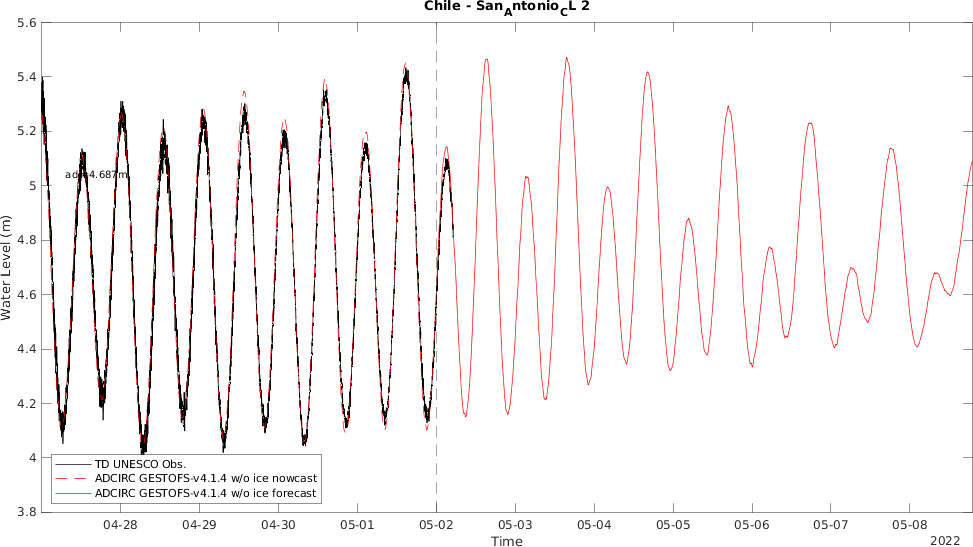 Chile - San_Antonio_CL 2
5.6
5.4
5.2
5
4.8
4.6
4.4
4.2
4
3.8
Water Level (m)
4.687m
TD UNESCO Obs.
ADCIRC GESTOFS-v4.1.4 w/o ice nowcast
ADCIRC GESTOFS-v4.1.4 w/o ice forecast
04-28 04-29 04-30 05-01 05-02 05-03 05-04 05-05 05-06 05-07 05-08
Time
2022